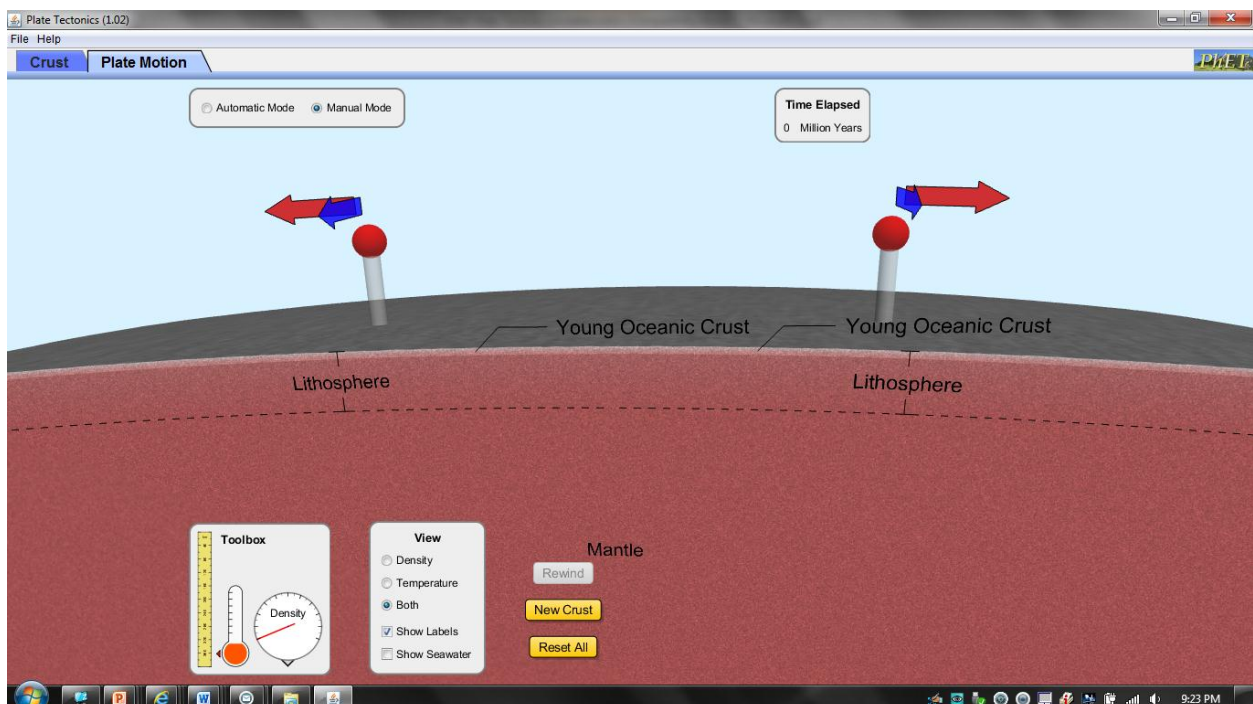 Plate Tectonics (1.02)
File Help
Crust Plate Motion PhET
Automatic Mode Manual Mode
Time Elapsed
0 Million Years
Young Oceanic Crust Young Oceanic Crust
Lithosphere Lithosphere
Toolbox
Density
View
Density
Temperature
Both
Show Labels
Show Seawater
Mantle
Rewind
New Crust
Reset All
9:23 PM